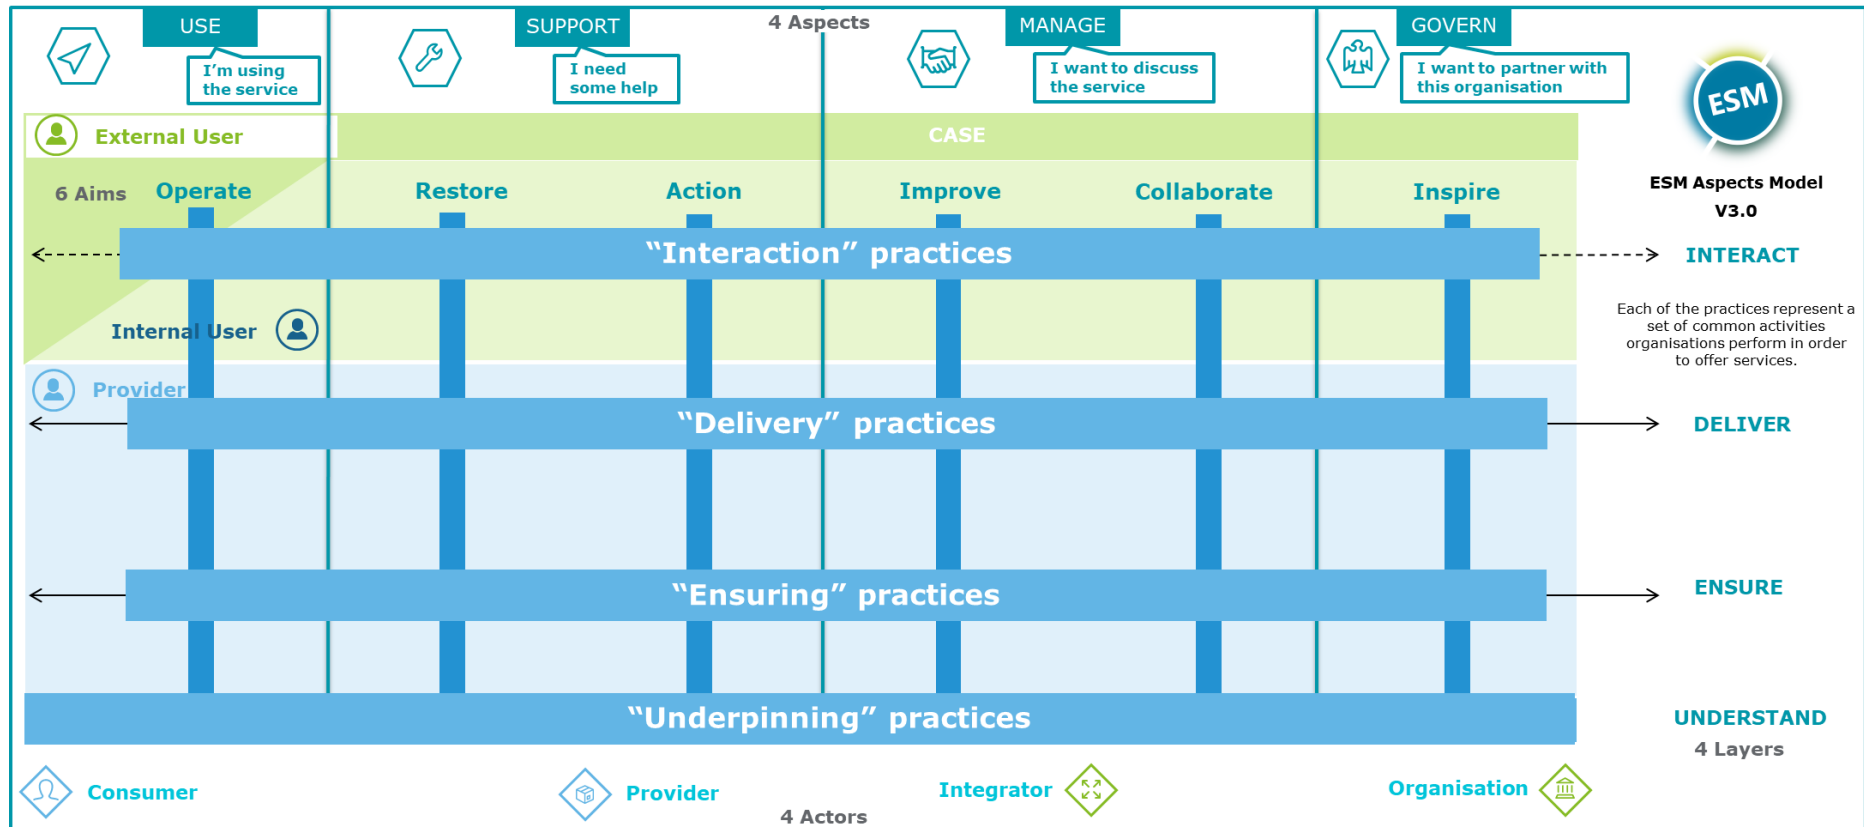 USE
SUPPORT
4 Aspects
MANAGE
GOVERN
I’m using
the service
I need
some help
I want to discuss
the service
I want to partner with
this organisation
ESM
External User
CASE
6 Aims
Operate
Restore
Action
Improve
Collaborate
Inspire
ESM Aspects Model
V3.0
“Interaction” practices
INTERACT
Internal User
Each of the practices represent a
set of common activities
organisations perform in order
to offer services.
Provider
“Delivery” practices
DELIVER
“Ensuring” practices
ENSURE
“Underpinning” practices
UNDERSTAND
4 Layers
Consumer
Provider
Integrator
Organisation
4 Actors